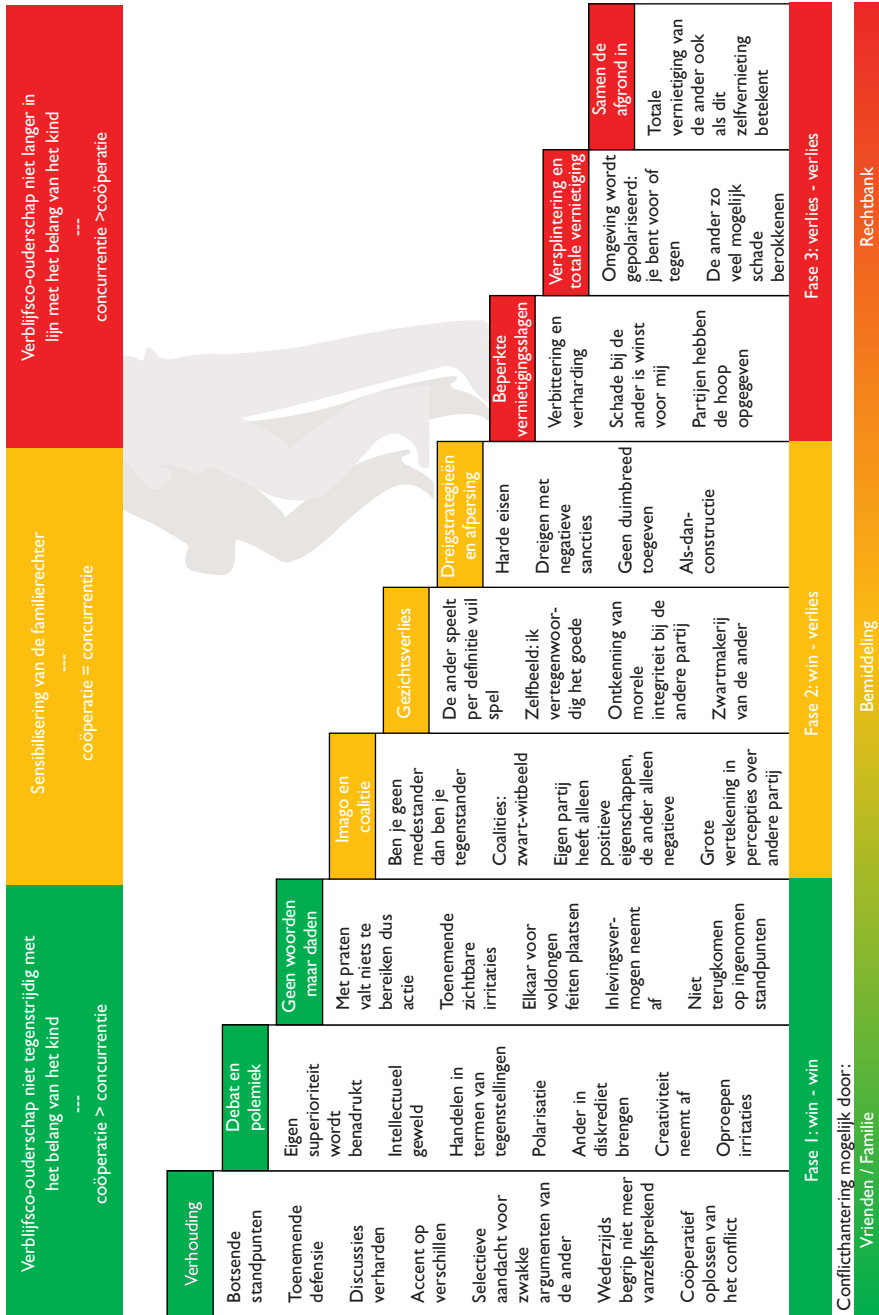 Verblijfsco-ouderschap niet tegenstrijdig met
het belang van het kind
---
coöperatie > concurrentie
Sensibilisering van de familierechter
---
coöperatie = concurrentie
Verblijfsco-ouderschap niet langer in
lijn met het belang van het kind
---
concurrentie >coöperatie
Verhouding
Botsende
standpunten
Toenemende
defensie
Discussies
verharden
Accent op
verschillen
Selectieve
aandacht voor
zwakke
argumenten van
de ander
Wederzijds
begrip niet meer
vanzelfsprekend
Coöperatief
oplossen van
het conflict
Debat en
polemiek
Eigen
superioriteit
wordt
benadrukt
Intellectueel
geweld
Handelen in
termen van
tegenstellingen
Polarisatie
Ander in
diskrediet
brengen
Creativiteit
neemt af
Oproepen
irritaties
Geen woorden
maar daden
Met praten
valt niets te
bereiken dus
actie
Toenemende
zichtbare
irritaties
Elkaar voor
voldongen
feiten plaatsen
Inlevingsver-
mogen neemt
af
Niet
terugkomen
op ingenomen
standpunten
Imago en
coalitie
Ben je geen
medestander
dan ben je
tegenstander
Coalities:
zwart-witbeeld
Eigen partij
heeft alleen
positieve
eigenschappen,
de ander alleen
negatieve
Grote
vertekening in
percepties over
andere partij
Gezichtsverlies
De ander speelt
per definitie vuil
spel
Zelfbeeld: ik
vertegenwoor-
dig het goede
Ontkenning van
morele
integriteit bij de
andere partij
Zwartmakerij
van de ander
Dreigstrategieën
en afpersing
Harde eisen
Dreigen met
negatieve
sancties
Geen duimbreed
toegeven
Als-dan-
constructie
Beperkte
vernietigingsslagen
Verbittering en
verharding
Schade bij de
ander is winst
voor mij
Partijen hebben
de hoop
opgegeven
Versplintering en
totale vernietiging
Omgeving wordt
gepolariseerd:
je bent voor of
tegen
De ander zo
veel mogelijk
schade
berokkenen
Samen de
afgrond in
Totale
vernietiging van
de ander ook
als dit
zelfvernieting
betekent
Fase 1: win - win
Fase 2: win - verlies
Fase 3: verlies - verlies
Conflicthantering mogelijk door:
Vrienden / Familie
Bemiddeling
Rechtbank